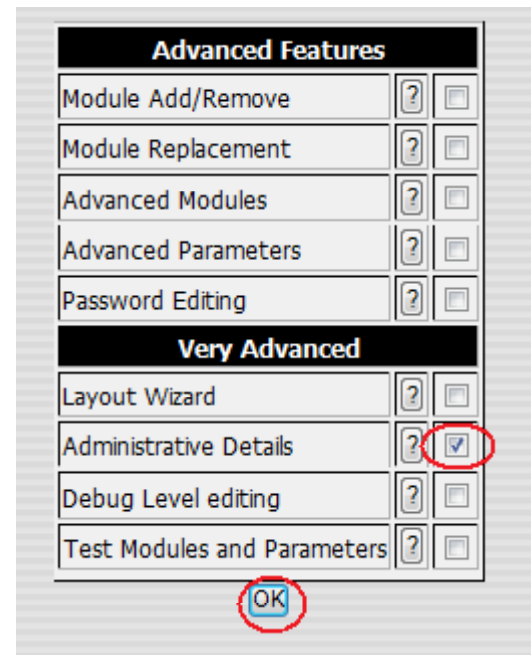 Advanced Features
Module Add/Remove ?
Module Replacement ?
Advanced Modules ?
Advanced Parameters ?
Password Editing ?
Very Advanced
Layout Wizard ?
Administrative Details ?
Debug Level editing ?
Test Modules and Parameters ?
OK